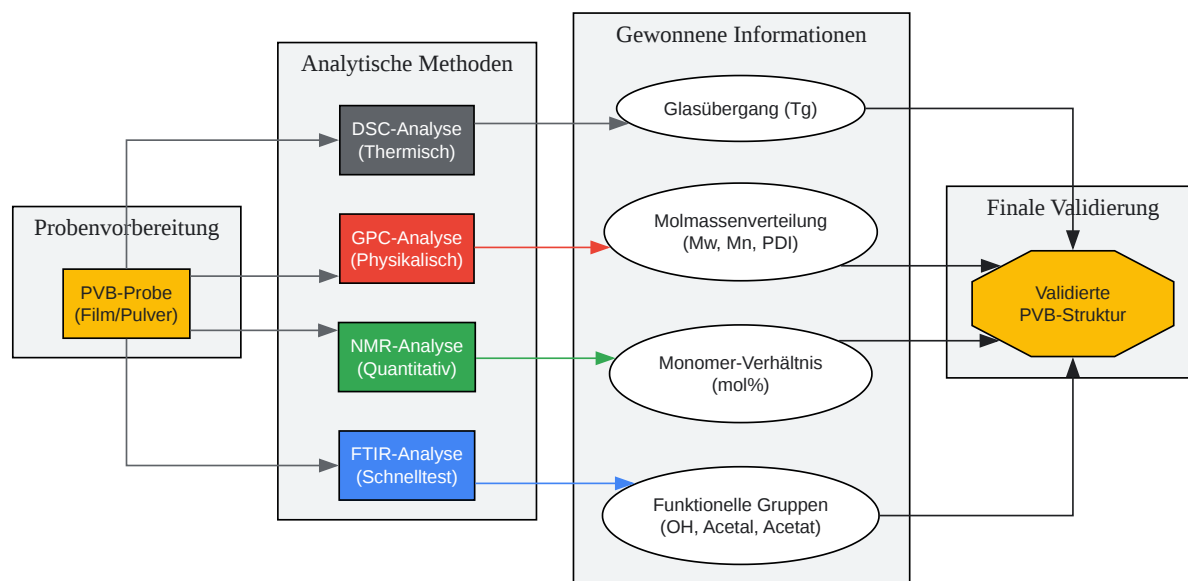 Probenvorbereitung
PVB-Probe
(Film/Pulver)
Analytische Methoden
DSC-Analyse
(Thermisch)
GPC-Analyse
(Physikalisch)
NMR-Analyse
(Quantitativ)
FTIR-Analyse
(Schnelltest)
Gewonnene Informationen
Glasübergang (Tg)
Molmassenverteilung
(Mw, Mn, PDI)
Monomer-Verhältnis
(mol%)
Funktionelle Gruppen
(OH, Acetal, Acetat)
Finale Validierung
Validierte
PVB-Struktur